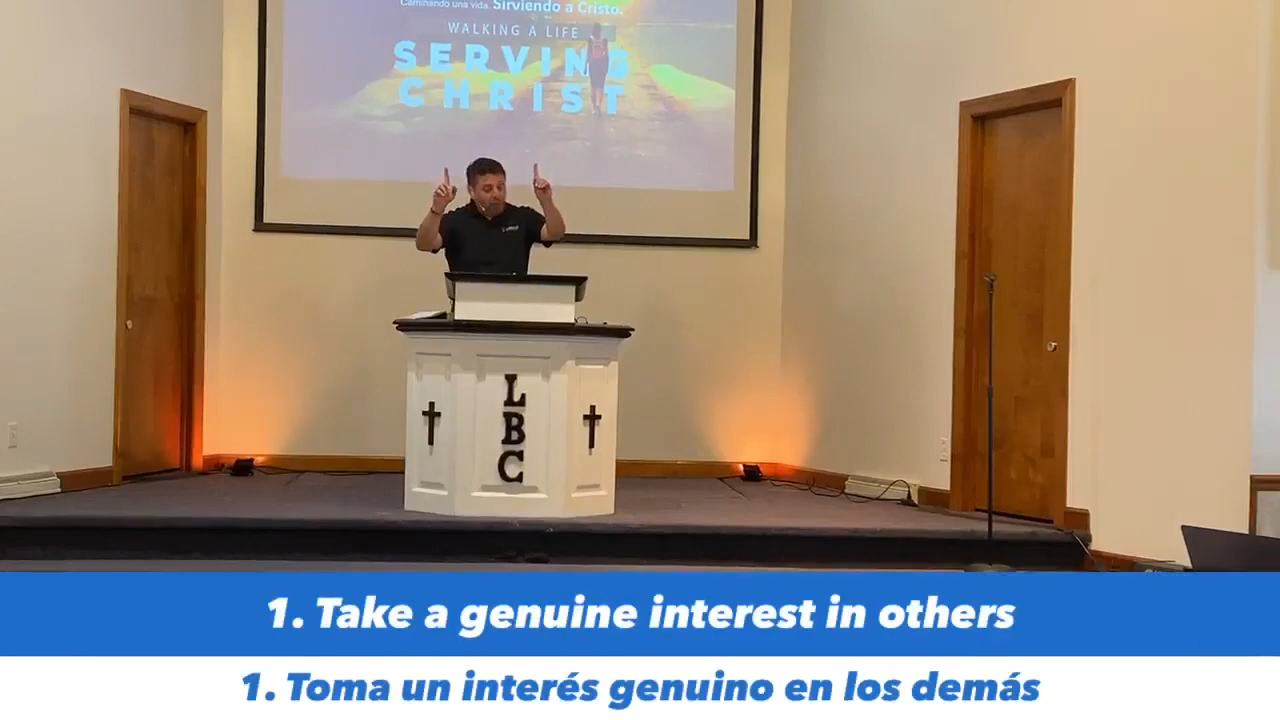 Caminando una vida. Sirviendo a Cristo.
WALKING A LIFE
SERVING
CHRIST
L
B
C
1. Take a genuine interest in others
1. Toma un interés genuino en los demás